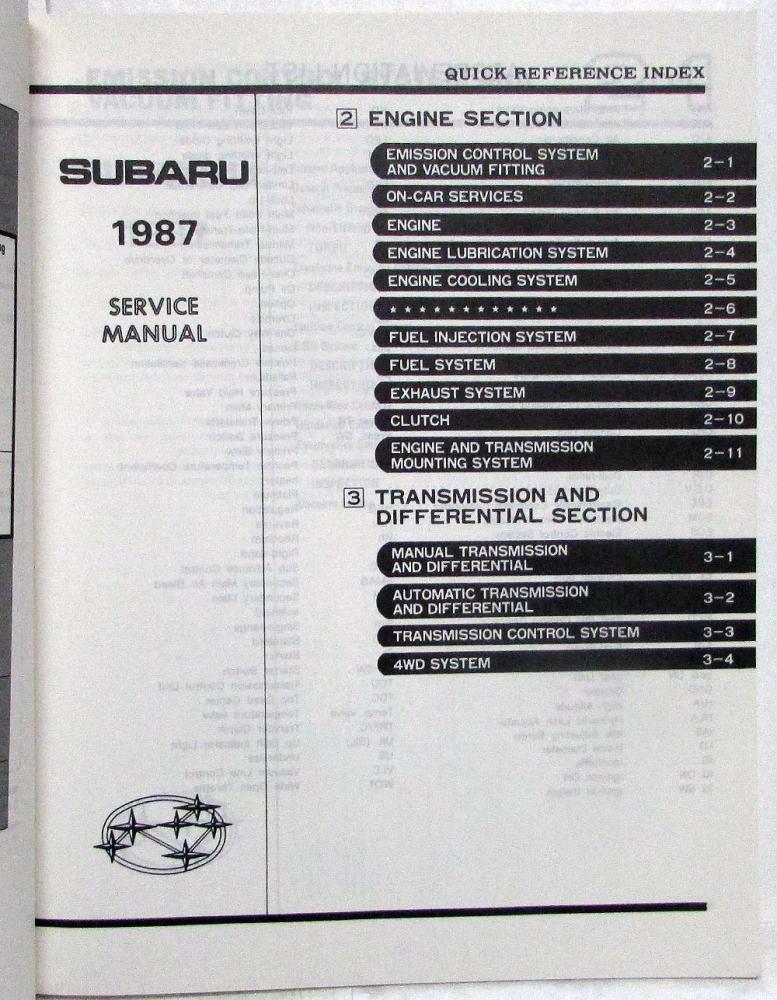 QUICK REFERENCE INDEX
SUBARU
1987
SERVICE
MANUAL
2 ENGINE SECTION
EMISSION CONTROL SYSTEM
AND VACUUM FITTING 2-1
ON-CAR SERVICES 2-2
ENGINE 2-3
ENGINE LUBRICATION SYSTEM 2-4
ENGINE COOLING SYSTEM 2-5
* * * * * * * * * * * * 2-6
FUEL INJECTION SYSTEM 2-7
FUEL SYSTEM 2-8
EXHAUST SYSTEM 2-9
CLUTCH 2-10
ENGINE AND TRANSMISSION
MOUNTING SYSTEM 2-11
3 TRANSMISSION AND
DIFFERENTIAL SECTION
MANUAL TRANSMISSION
AND DIFFERENTIAL 3-1
AUTOMATIC TRANSMISSION
AND DIFFERENTIAL 3-2
TRANSMISSION CONTROL SYSTEM 3-3
4WD SYSTEM 3-4